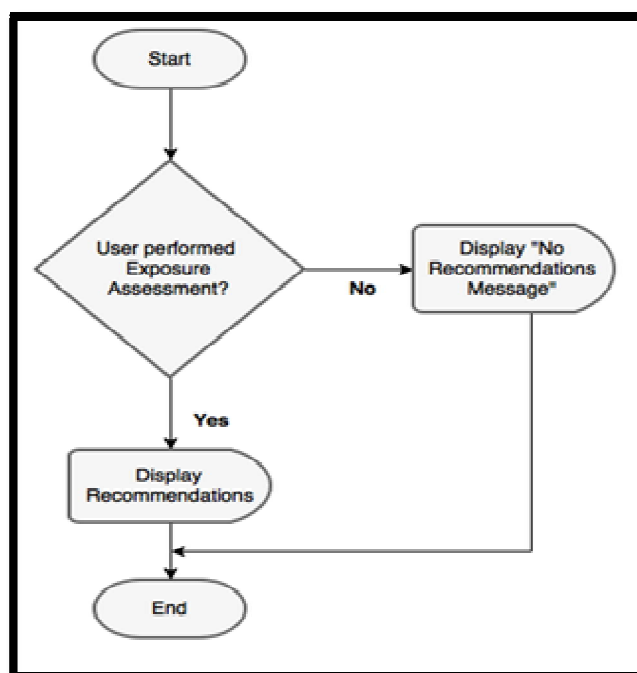 Start
User performed
Exposure
Assessment?
No
Display "No
Recommendations
Message"
Yes
Display
Recommendations
End